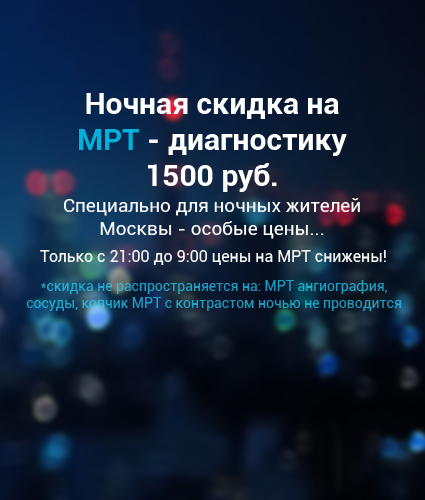 Ночная скидка на
МРТ - диагностику
1500 руб.
Специально для ночных жителей
Москвы - особые цены...
Только с 21:00 до 9:00 цены на МРТ снижены!
*скидка не распространяется на: МРТ ангиография,
сосуды, копчик МРТ с контрастом ночью не проводится